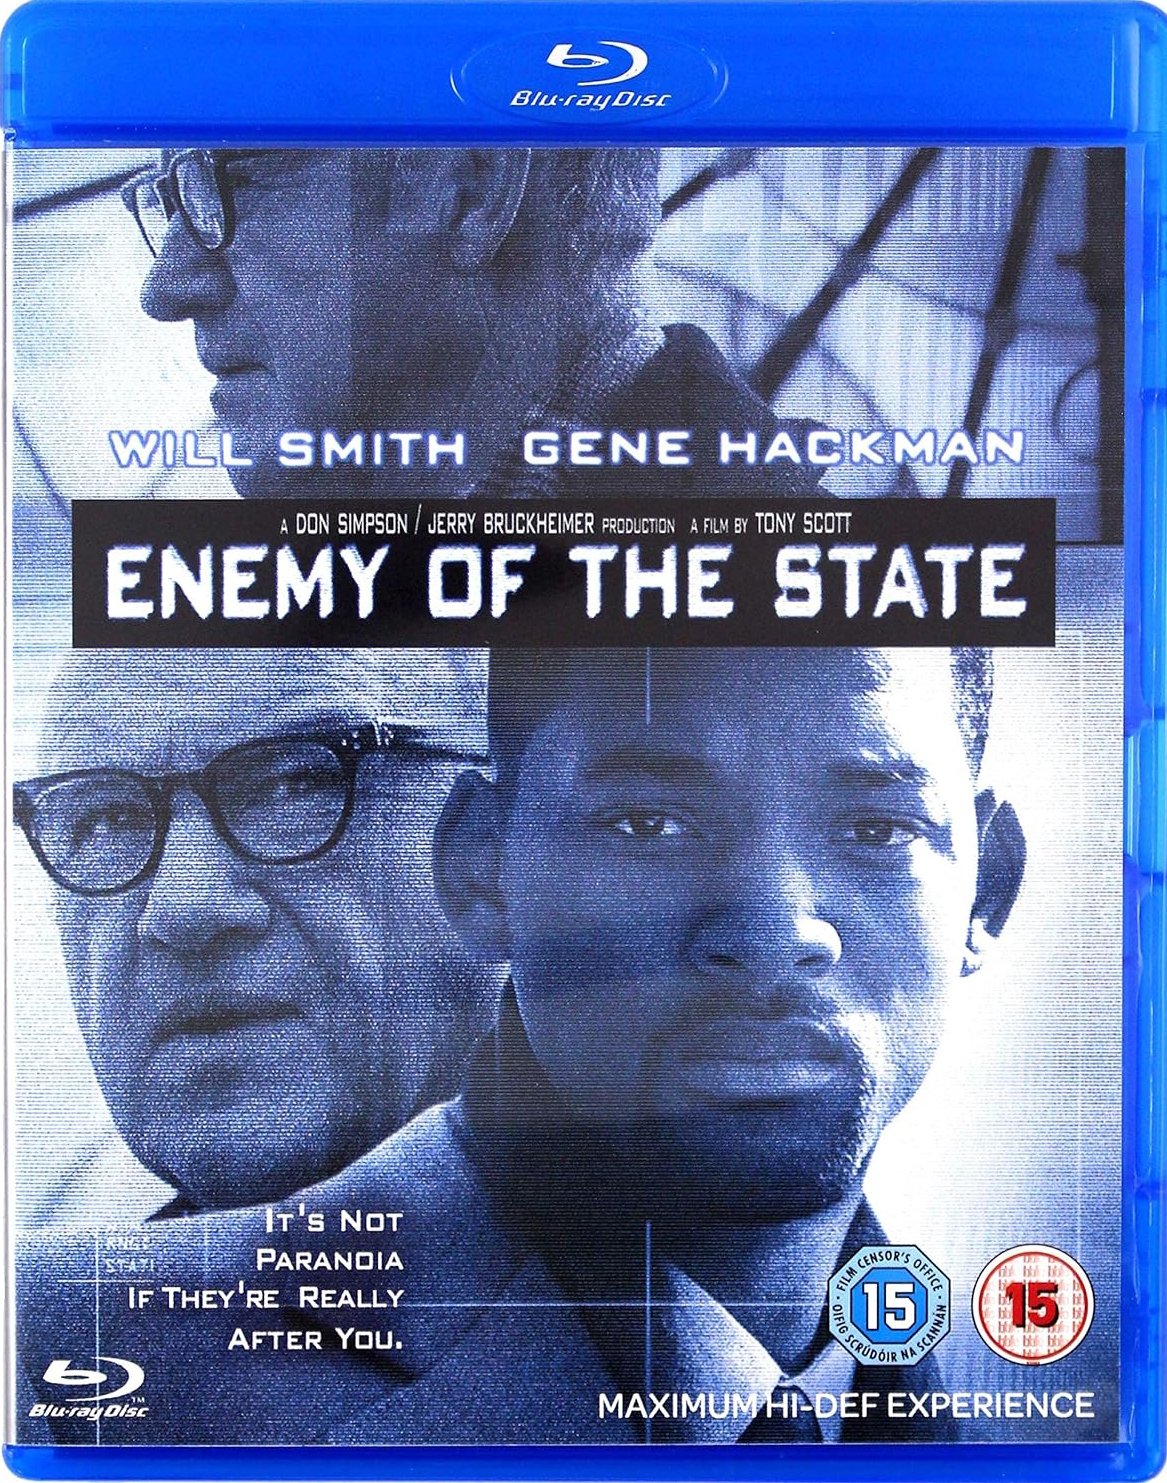 Blu-ray Disc
WILL SMITH GENE HACKMAN
A DON SIMPSON / JERRY BRUCKHEIMER PRODUCTION A FILM BY TONY SCOTT
ENEMY OF THE STATE
IT'S NOT
PARANOIA
IF THEY'RE REALLY
AFTER YOU.
FILM CENSOR'S OFFICE
15
OIFIG SCRÚDÓIR NA SCANNÁN
15
Blu-ray Disc™
MAXIMUM HI-DEF EXPERIENCE